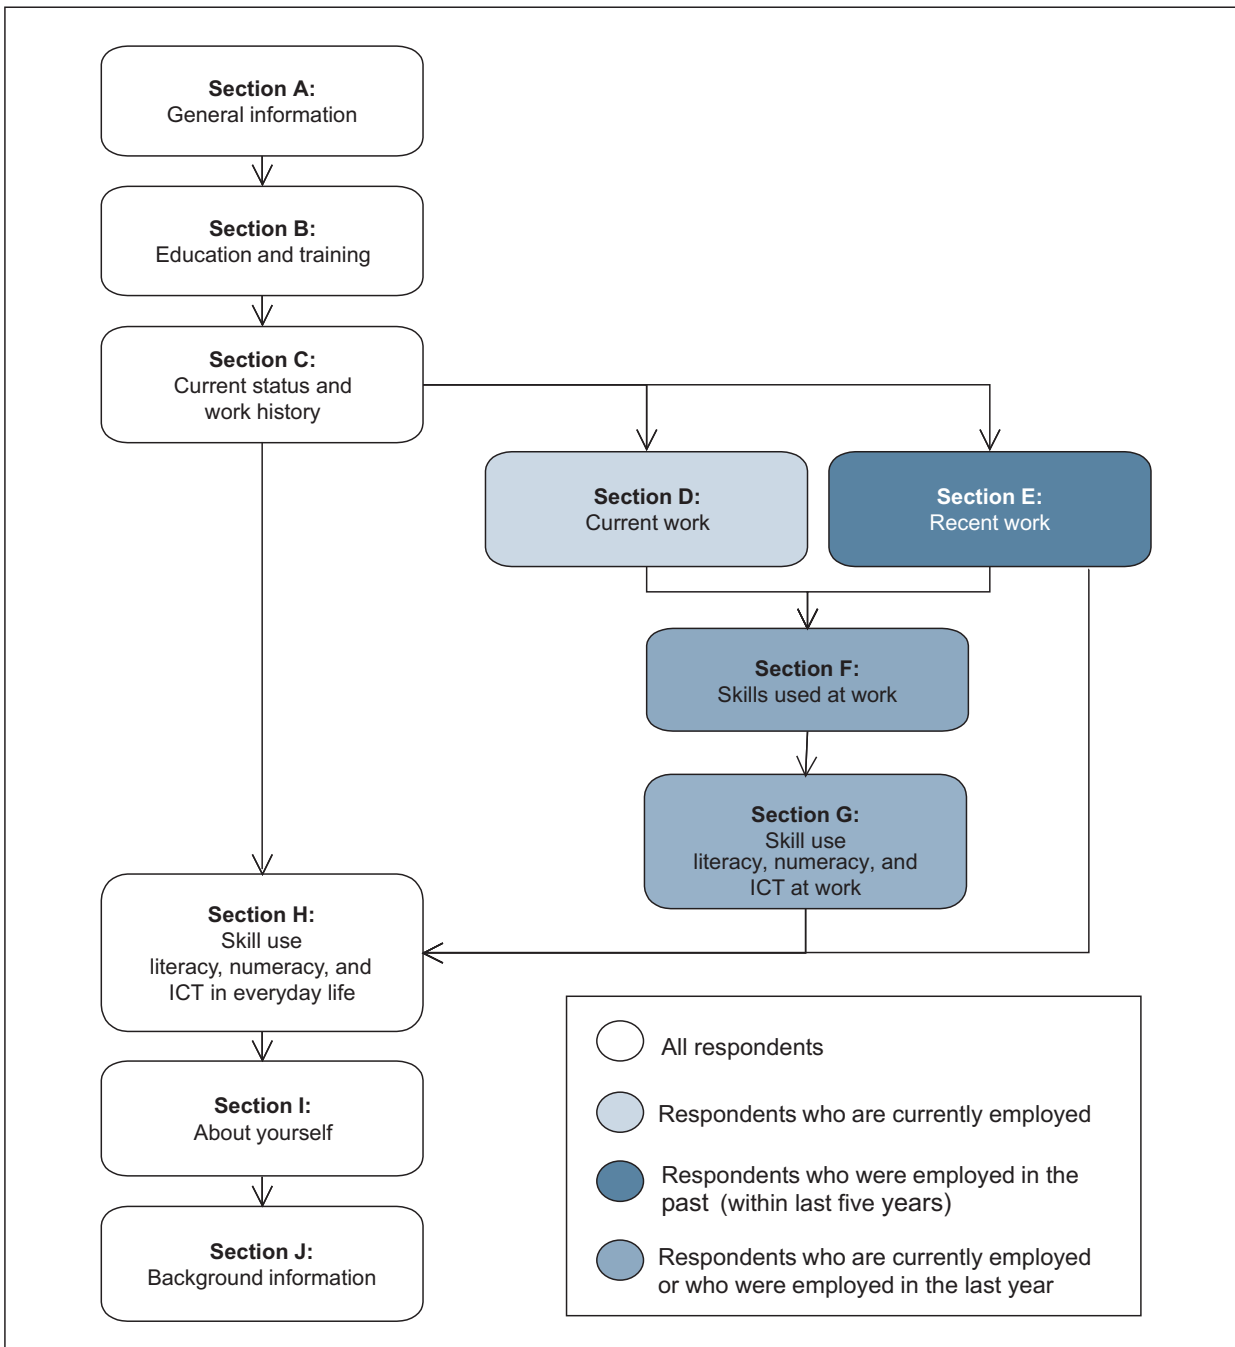 Section A:
General information
Section B:
Education and training
Section C:
Current status and
work history
Section D:
Current work
Section E:
Recent work
Section F:
Skills used at work
Section G:
Skill use
literacy, numeracy, and
ICT at work
Section H:
Skill use
literacy, numeracy, and
ICT in everyday life
Section I:
About yourself
Section J:
Background information
All respondents
Respondents who are currently employed
Respondents who were employed in the
past (within last five years)
Respondents who are currently employed
or who were employed in the last year